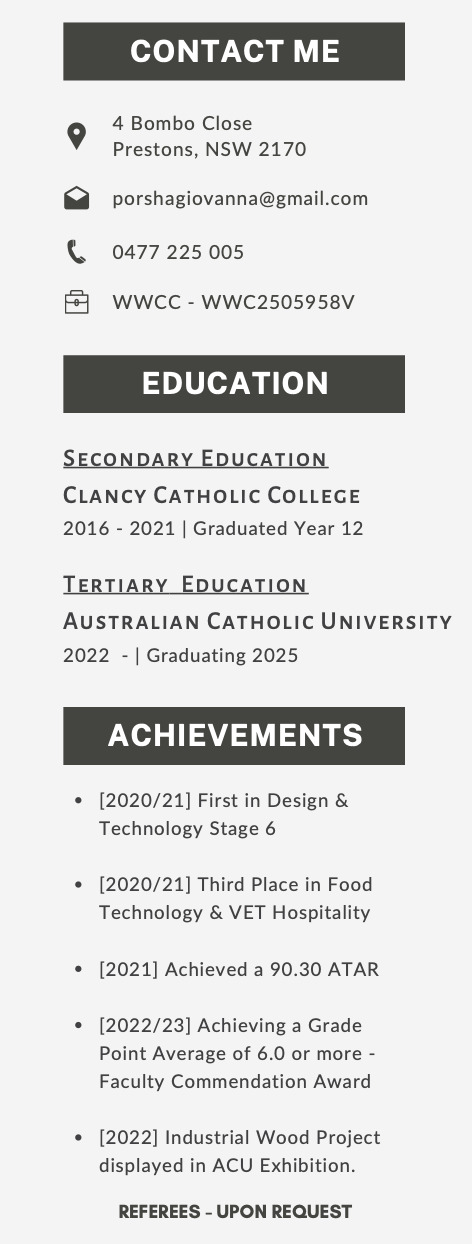 CONTACT ME
4 Bombo Close
Prestons, NSW 2170
porshagiovanna@gmail.com
0477 225 005
WWCC - WWC2505958V
EDUCATION
SECONDARY EDUCATION
CLANCY CATHOLIC COLLEGE
2016 - 2021 | Graduated Year 12
TERTIARY EDUCATION
AUSTRALIAN CATHOLIC UNIVERSITY
2022 - | Graduating 2025
ACHIEVEMENTS
• [2020/21] First in Design &
Technology Stage 6
• [2020/21] Third Place in Food
Technology & VET Hospitality
• [2021] Achieved a 90.30 ATAR
• [2022/23] Achieving a Grade
Point Average of 6.0 or more -
Faculty Commendation Award
• [2022] Industrial Wood Project
displayed in ACU Exhibition.
REFEREES - UPON REQUEST